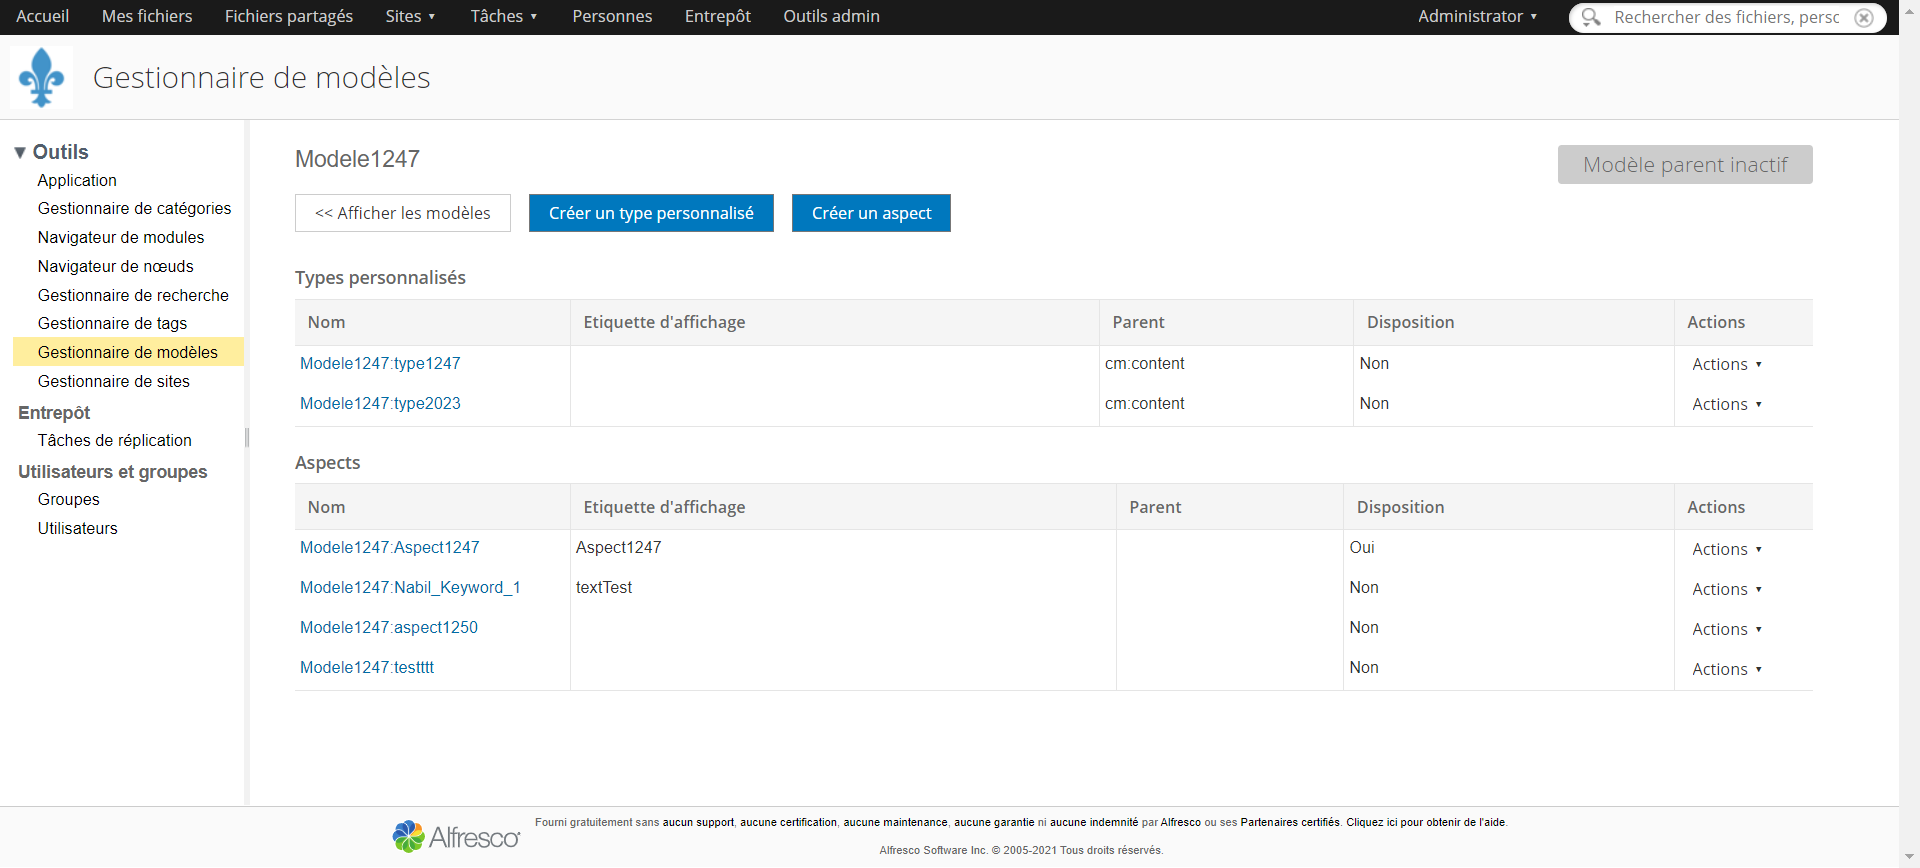 Accueil Mes fichiers Fichiers partagés Sites ▼ Tâches ▼ Personnes Entrepôt Outils admin Administrator ▼ Rechercher des fichiers, persc
Gestionnaire de modèles
▼ Outils
Application
Gestionnaire de catégories
Navigateur de modules
Navigateur de nœuds
Gestionnaire de recherche
Gestionnaire de tags
Gestionnaire de modèles
Gestionnaire de sites
Entrepôt
Tâches de réplication
Utilisateurs et groupes
Groupes
Utilisateurs
Modele1247
Modèle parent inactif
<< Afficher les modèles Créer un type personnalisé Créer un aspect
Types personnalisés
Nom Etiquette d'affichage Parent Disposition Actions
Modele1247:type1247 cm:content Non Actions ▼
Modele1247:type2023 cm:content Non Actions ▼
Aspects
Nom Etiquette d'affichage Parent Disposition Actions
Modele1247:Aspect1247 Aspect1247 Oui Actions ▼
Modele1247:Nabil_Keyword_1 textTest Non Actions ▼
Modele1247:aspect1250 Non Actions ▼
Modele1247:testttt Non Actions ▼
Alfresco
Fourni gratuitement sans aucun support, aucune certification, aucune maintenance, aucune garantie ni aucune indemnité par Alfresco ou ses Partenaires certifiés. Cliquez ici pour obtenir de l'aide.
Alfresco Software Inc. © 2005-2021 Tous droits réservés.